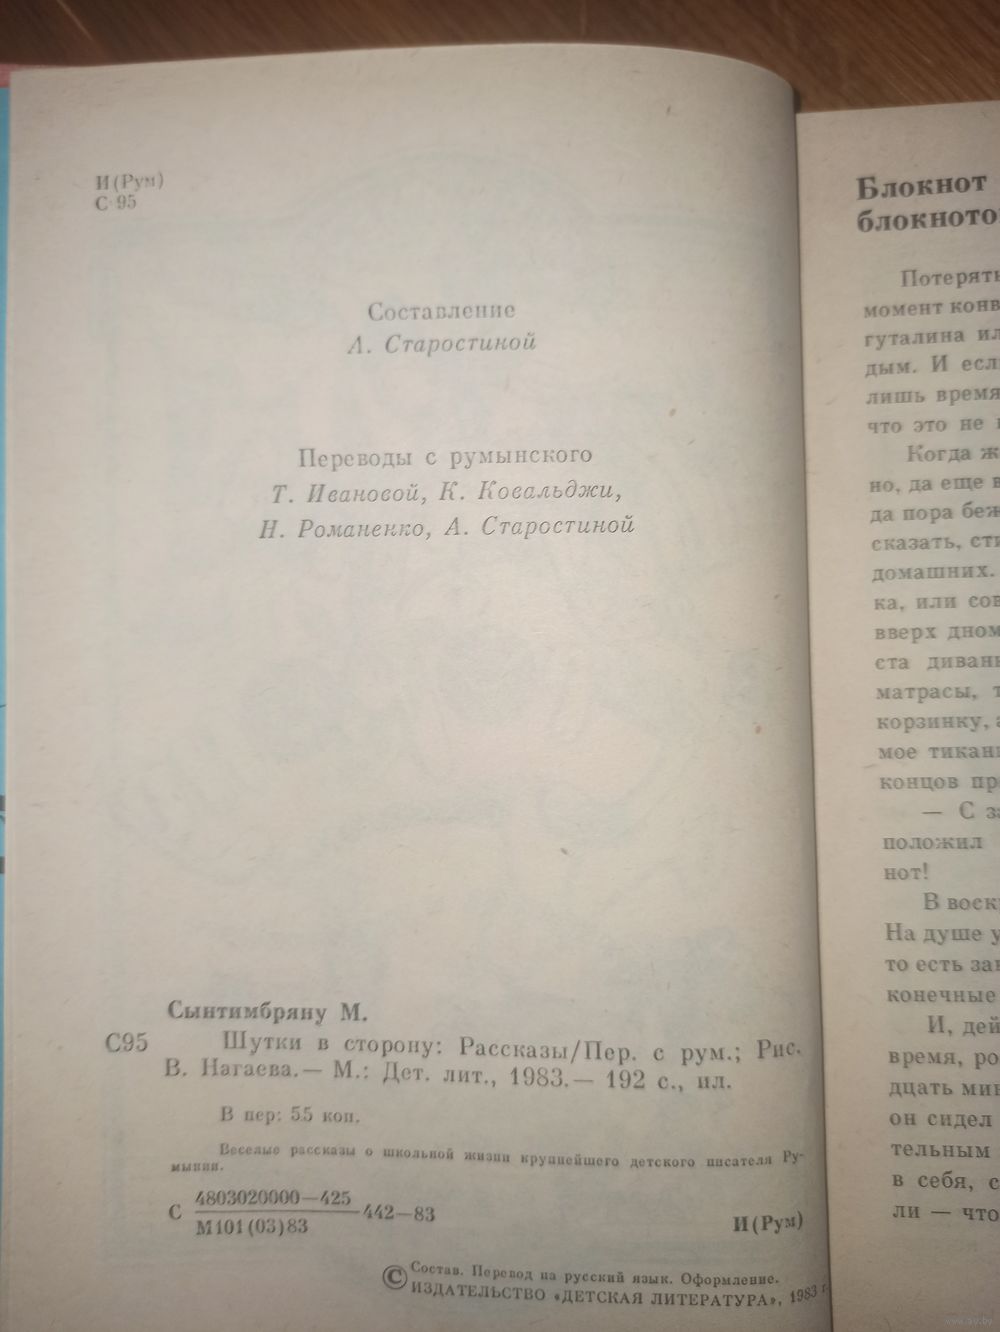 И(Рум)
С 95
Составление
А. Старостиной
Переводы с румынского
Т. Ивановой, К. Ковальджи,
Н. Романенко, А. Старостиной
Сынтимбряну М.
С95 Шутки в сторону: Рассказы/Пер. с рум.; Рис.
В. Нагаева.— М.: Дет. лит., 1983.— 192 с., ил.
В пер: 55 коп.
Веселые рассказы о школьной жизни крупнейшего детского писателя Ру-
мынии.
С 4803020000—425
М101(03)83
442—83
И(Рум)
© Состав. Перевод на русский язык. Оформление.
ИЗДАТЕЛЬСТВО «ДЕТСКАЯ ЛИТЕРАТУРА», 1983 г.
Блокнот
блокното
Потерять
момент конв
гуталина ил
дым. И есл
лишь время
что это не
Когда ж
но, да еще в
да пора беж
сказать, сти
домашних.
ка, или сов
вверх дном
ста диван
матрасы, т
корзинку, а
мое тикан
концов пр
— С за
положил
нот!
В воск
На душе у
то есть зан
конечные
И, дей
время, ро
дцать мин
он сидел
тельным
в себя, с
ли — что